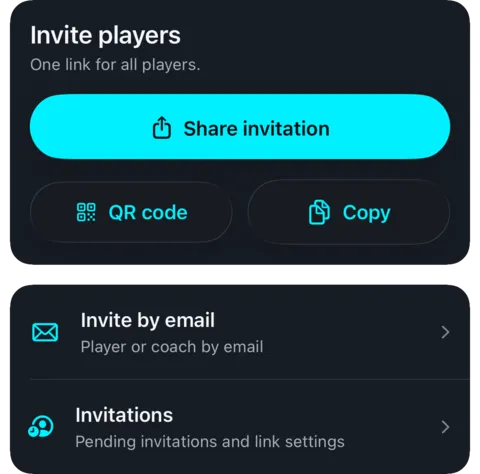 Invite players
One link for all players.
Share invitation
QR code
Copy
Invite by email
Player or coach by email
Invitations
Pending invitations and link settings